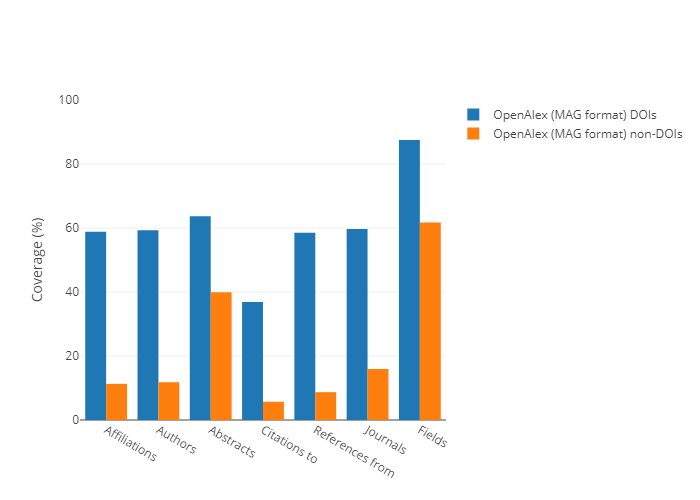 OpenAlex (MAG format) DOIs
OpenAlex (MAG format) non-DOIs
Coverage (%)
100
80
60
40
20
0
Affiliations
Authors
Abstracts
Citations to
References from
Journals
Fields